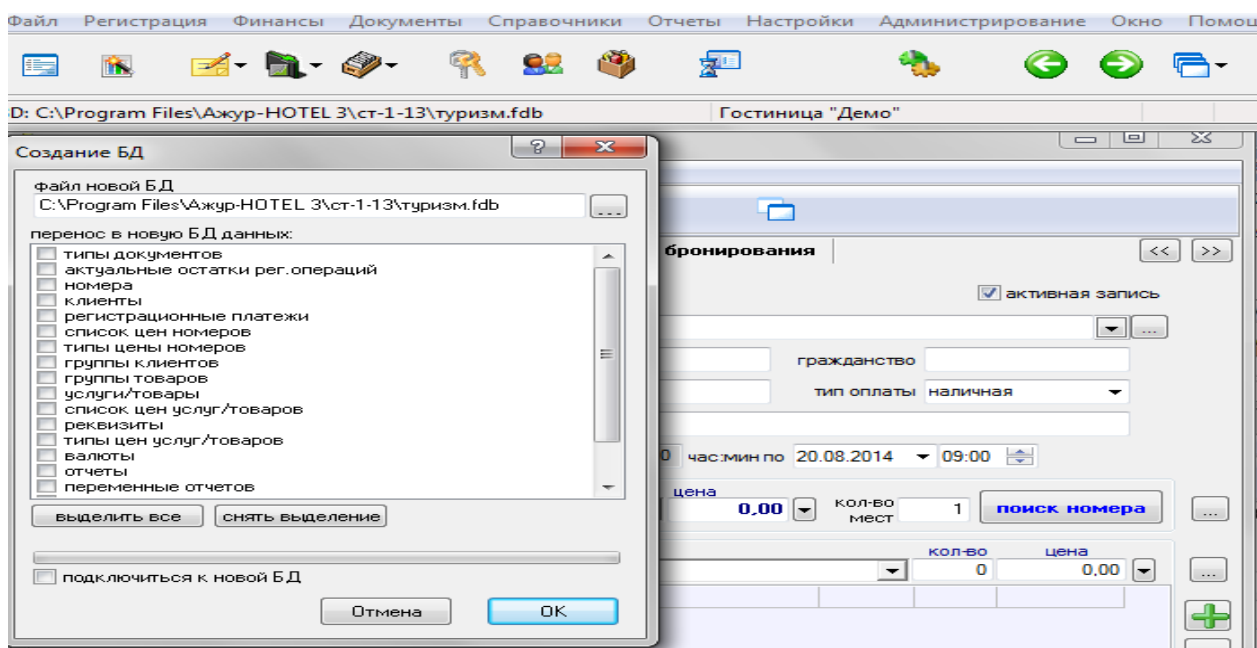 Файл Регистрация Финансы Документы Справочники Отчеты Настройки Администрирование Окно Помощ
D: C:\Program Files\Ажур-HOTEL 3\ст-1-13\туризм.fdb Гостиница "Демо"
Создание БД
файл новой БД
C:\Program Files\Ажур-HOTEL 3\ст-1-13\туризм.fdb ...
перенос в новую БД данных:
типы документов
актуальные остатки рег.операций
номера
клиенты
регистрационные платежи
список цен номеров
типы цены номеров
группы клиентов
группы товаров
услуги/товары
список цен услуг/товаров
реквизиты
типы цен услуг/товаров
валюты
отчеты
переменные отчетов
выделить все снять выделение
подключиться к новой БД
Отмена OK
бронирования << >>
активная запись
...
гражданство
тип оплаты наличная
0 час:мин по 20.08.2014 09:00
цена
0,00 кол-во мест 1 поиск номера ...
кол-во цена
0 0,00 ...